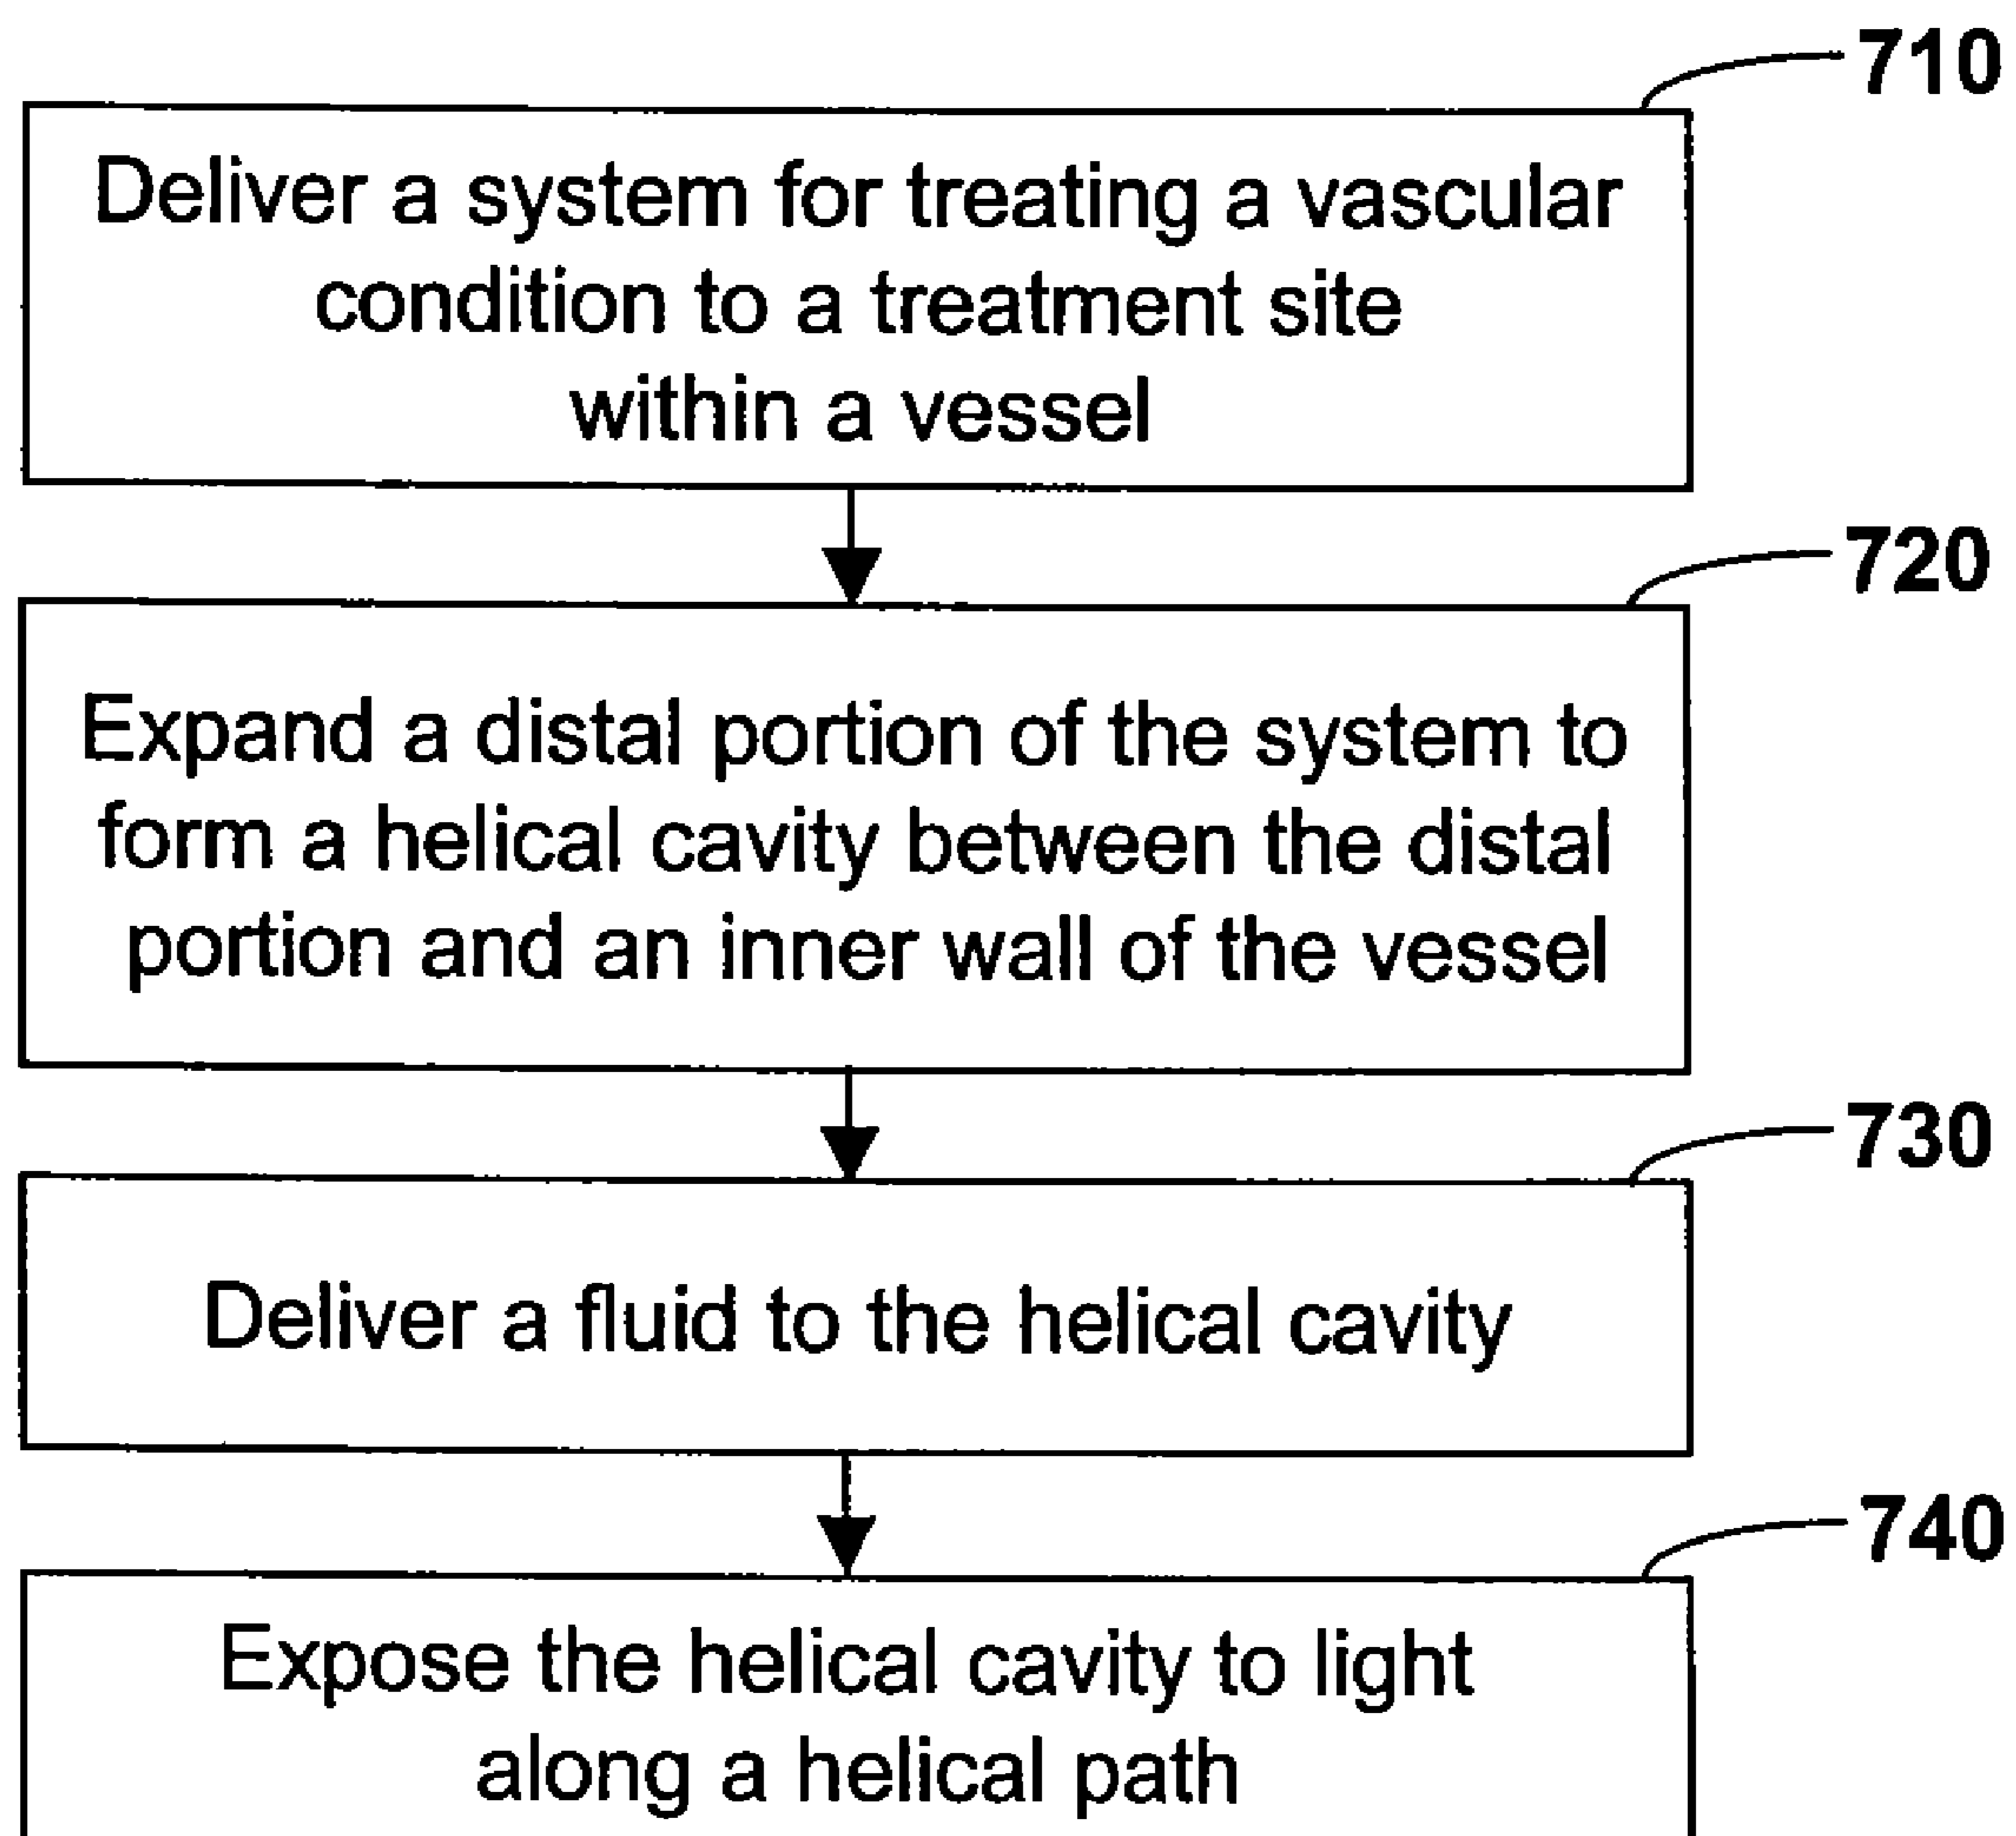 710
Deliver a system for treating a vascular
condition to a treatment site
within a vessel
720
Expand a distal portion of the system to
form a helical cavity between the distal
portion and an inner wall of the vessel
730
Deliver a fluid to the helical cavity
740
Expose the helical cavity to light
along a helical path